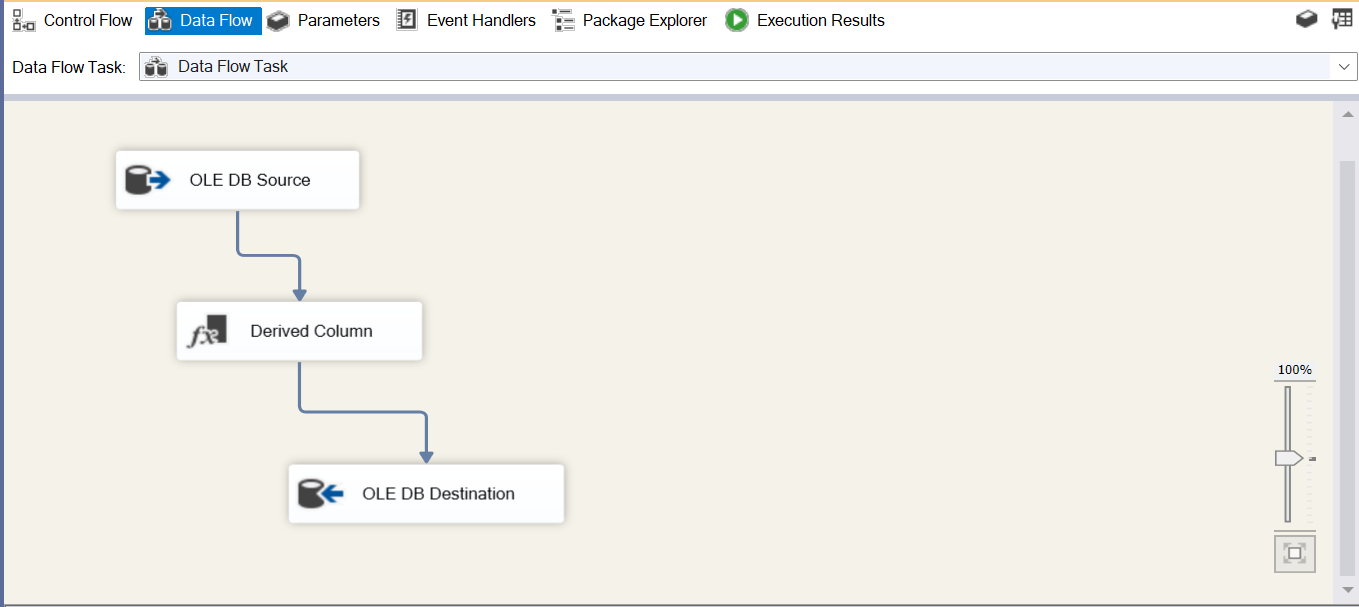 Control Flow Data Flow Parameters Event Handlers Package Explorer Execution Results
Data Flow Task: Data Flow Task
OLE DB Source
fx Derived Column
100%
OLE DB Destination